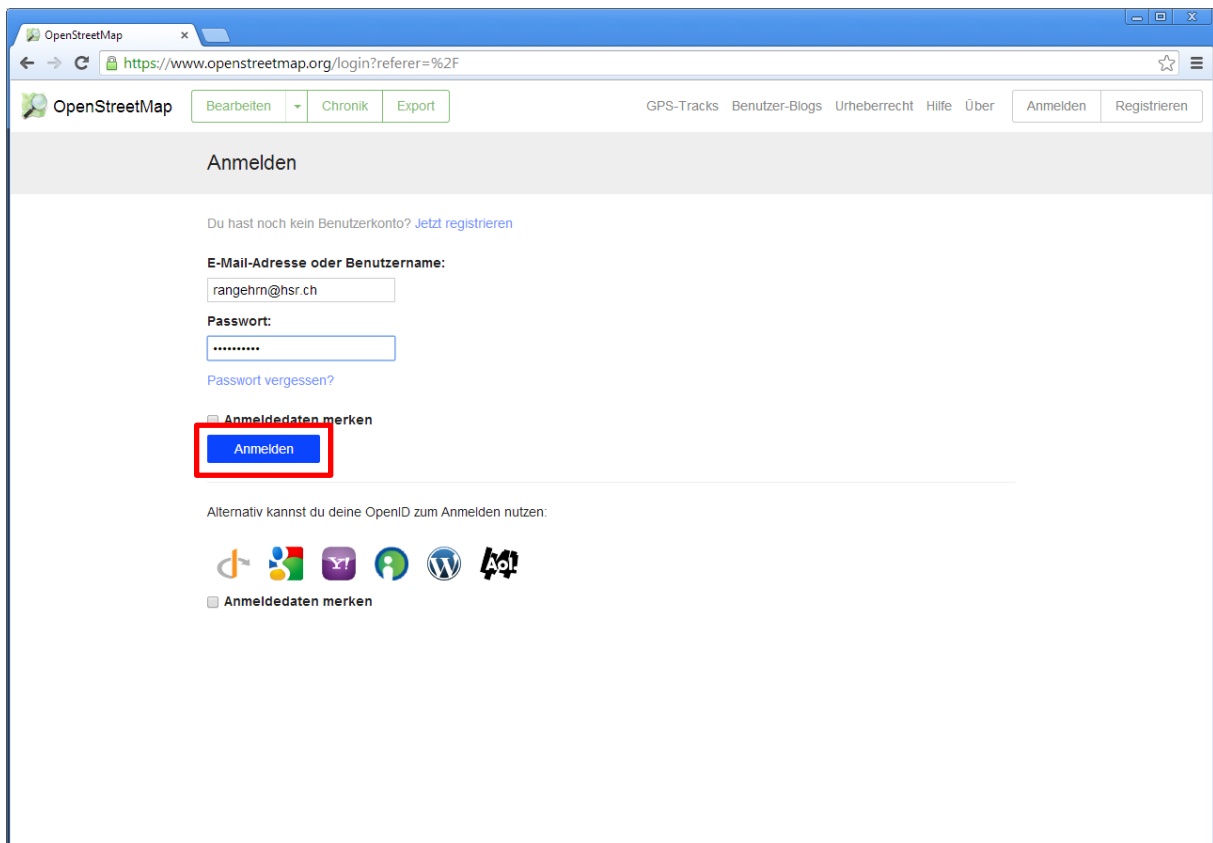 OpenStreetMap
https://www.openstreetmap.org/login?referer=%2F
OpenStreetMap Bearbeiten Chronik Export GPS-Tracks Benutzer-Blogs Urheberrecht Hilfe Über Anmelden Registrieren
Anmelden
Du hast noch kein Benutzerkonto? Jetzt registrieren
E-Mail-Adresse oder Benutzername:
rangehrn@hsr.ch
Passwort:
••••••••••
Passwort vergessen?
Anmeldedaten merken
Anmelden
Alternativ kannst du deine OpenID zum Anmelden nutzen:
Y! W Aol!
Anmeldedaten merken